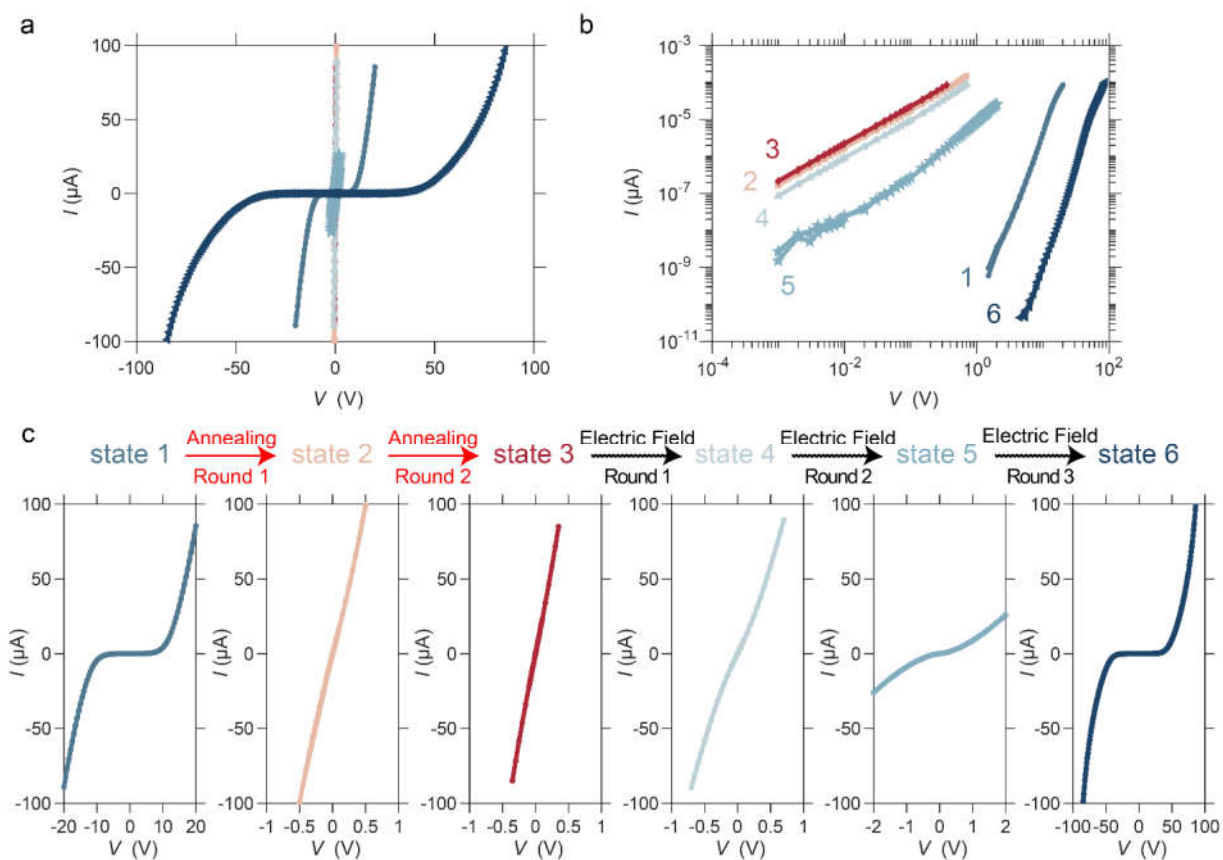 a
100
50
0
-50
-100
I (μA)
-100
-50
0
50
100
V (V)
b
10-3
10-5
10-7
10-9
10-11
I (μA)
10-4
10-2
100
102
V (V)
3
2
4
5
1
6
c
state 1
Annealing
Round 1
state 2
Annealing
Round 2
state 3
Electric Field
Round 1
state 4
Electric Field
Round 2
state 5
Electric Field
Round 3
state 6
100
50
0
-50
-100
I (μA)
-20
-10
0
10
20
V (V)
100
50
0
-50
-100
I (μA)
-1
-0.5
0
0.5
1
V (V)
100
50
0
-50
-100
I (μA)
-1
-0.5
0
0.5
1
V (V)
100
50
0
-50
-100
I (μA)
-1
-0.5
0
0.5
1
V (V)
100
50
0
-50
-100
I (μA)
-2
-1
0
1
2
V (V)
100
50
0
-50
-100
I (μA)
-100
-50
0
50
100
V (V)